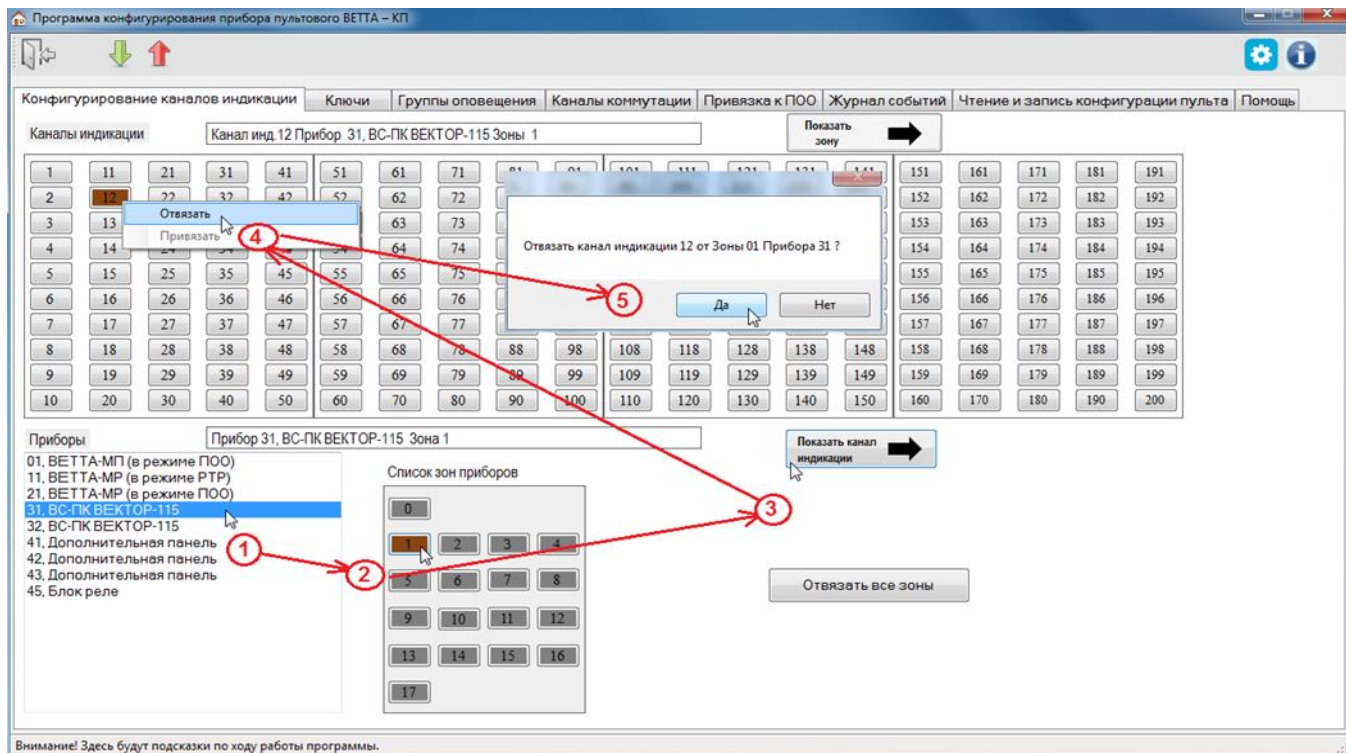 Программа конфигурирования прибора пультового ВЕТТА – КП
Конфигурирование каналов индикации Ключи Группы оповещения Каналы коммутации Привязка к ПОО Журнал событий Чтение и запись конфигурации пульта Помощь
Каналы индикации Канал инд.12 Прибор 31, ВС-ПК ВЕКТОР-115 Зоны 1 Показать зону
1 11 21 31 41 51 61 71 151 161 171 181 191
2 12 22 32 42 52 62 72 152 162 172 182 192
Отвязать
3 13 63 73 153 163 173 183 193
Привязать 4
4 14 64 74 154 164 174 184 194
Отвязать канал индикации 12 от Зоны 01 Прибора 31 ?
5 15 25 35 45 55 65 75 155 165 175 185 195
6 16 26 36 46 56 66 76 156 166 176 186 196
5 Да Нет
7 17 27 37 47 57 67 77 157 167 177 187 197
8 18 28 38 48 58 68 78 88 98 108 118 128 138 148 158 168 178 188 198
9 19 29 39 49 59 69 79 89 99 109 119 129 139 149 159 169 179 189 199
10 20 30 40 50 60 70 80 90 100 110 120 130 140 150 160 170 180 190 200
Приборы Прибор 31, ВС-ПК ВЕКТОР-115 Зона 1 Показать канал индикации
01, ВЕТТА-МП (в режиме ПОО)
11, ВЕТТА-МР (в режиме РТР)
21, ВЕТТА-МР (в режиме ПОО)
31, ВС-ПК ВЕКТОР-115
32, ВС-ПК ВЕКТОР-115
41, Дополнительная панель
42, Дополнительная панель
43, Дополнительная панель
45, Блок реле
1
2
3
Список зон приборов
0
1 2 3 4
5 6 7 8
9 10 11 12
13 14 15 16
17
Отвязать все зоны
Внимание! Здесь будут подсказки по ходу работы программы.